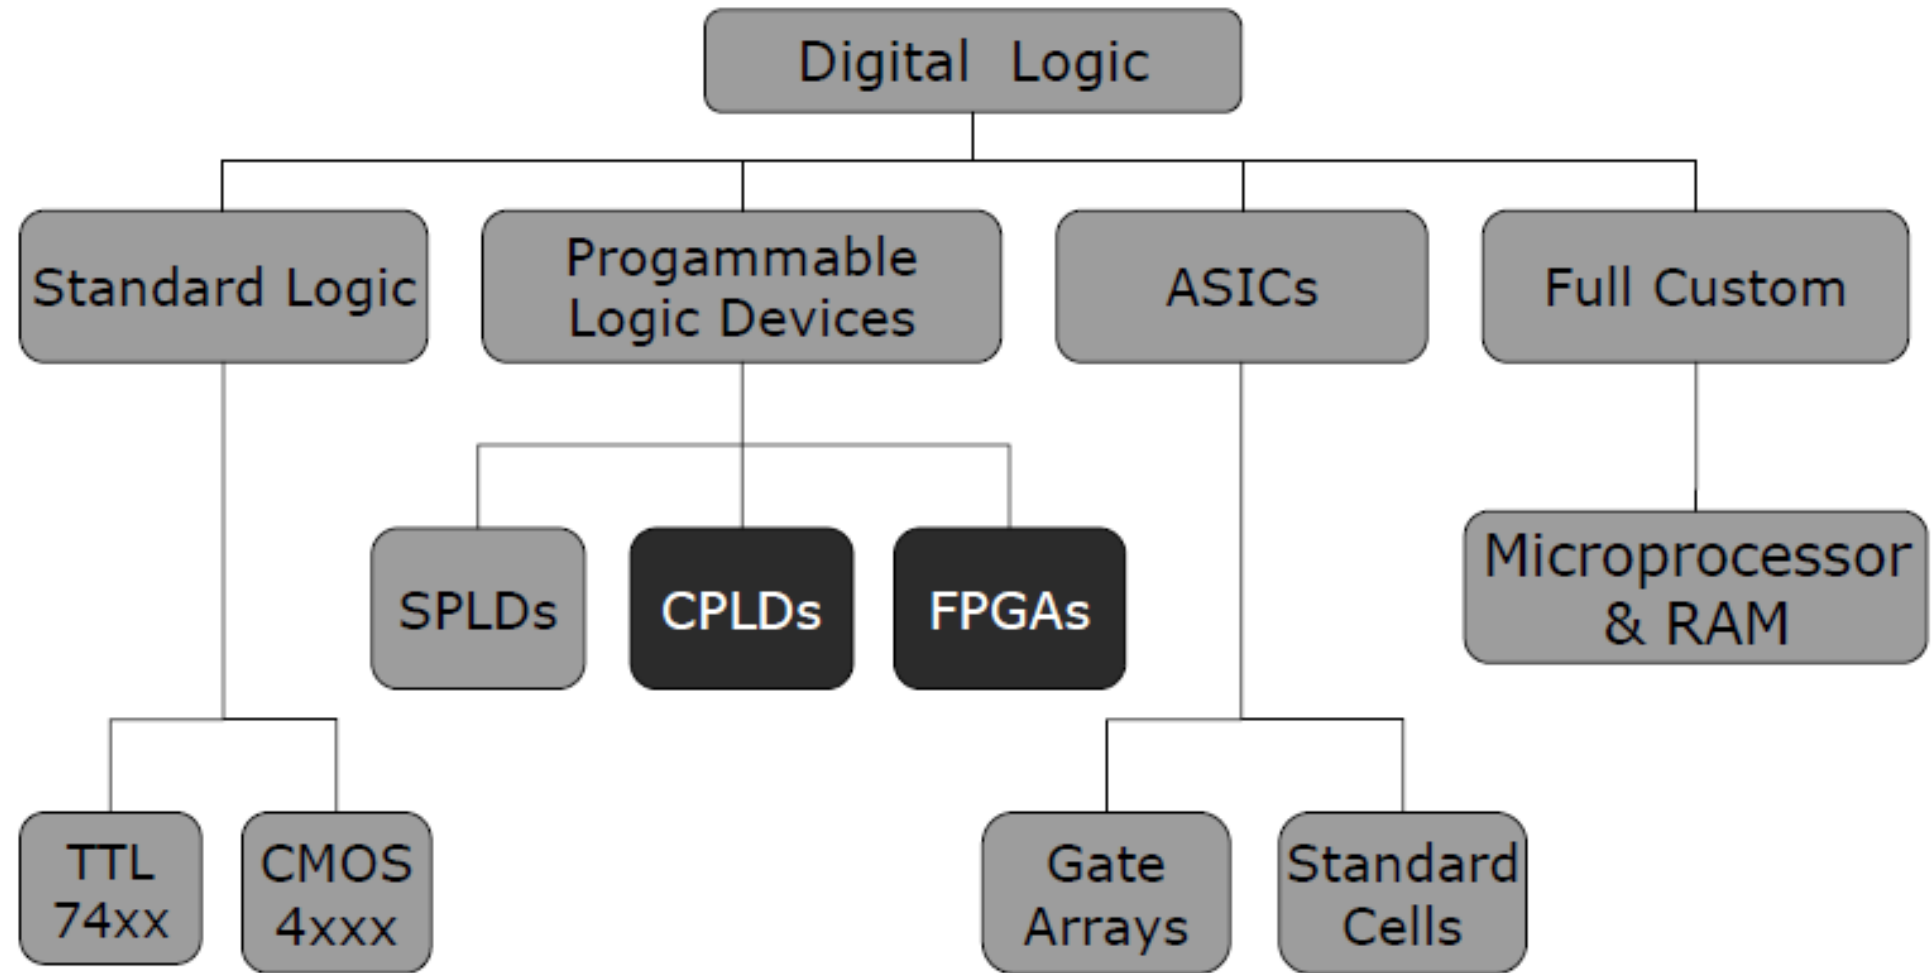 Digital Logic
Standard Logic
Progammable
Logic Devices
ASICs
Full Custom
SPLDs
CPLDs
FPGAs
Microprocessor
& RAM
TTL
74xx
CMOS
4xxx
Gate
Arrays
Standard
Cells